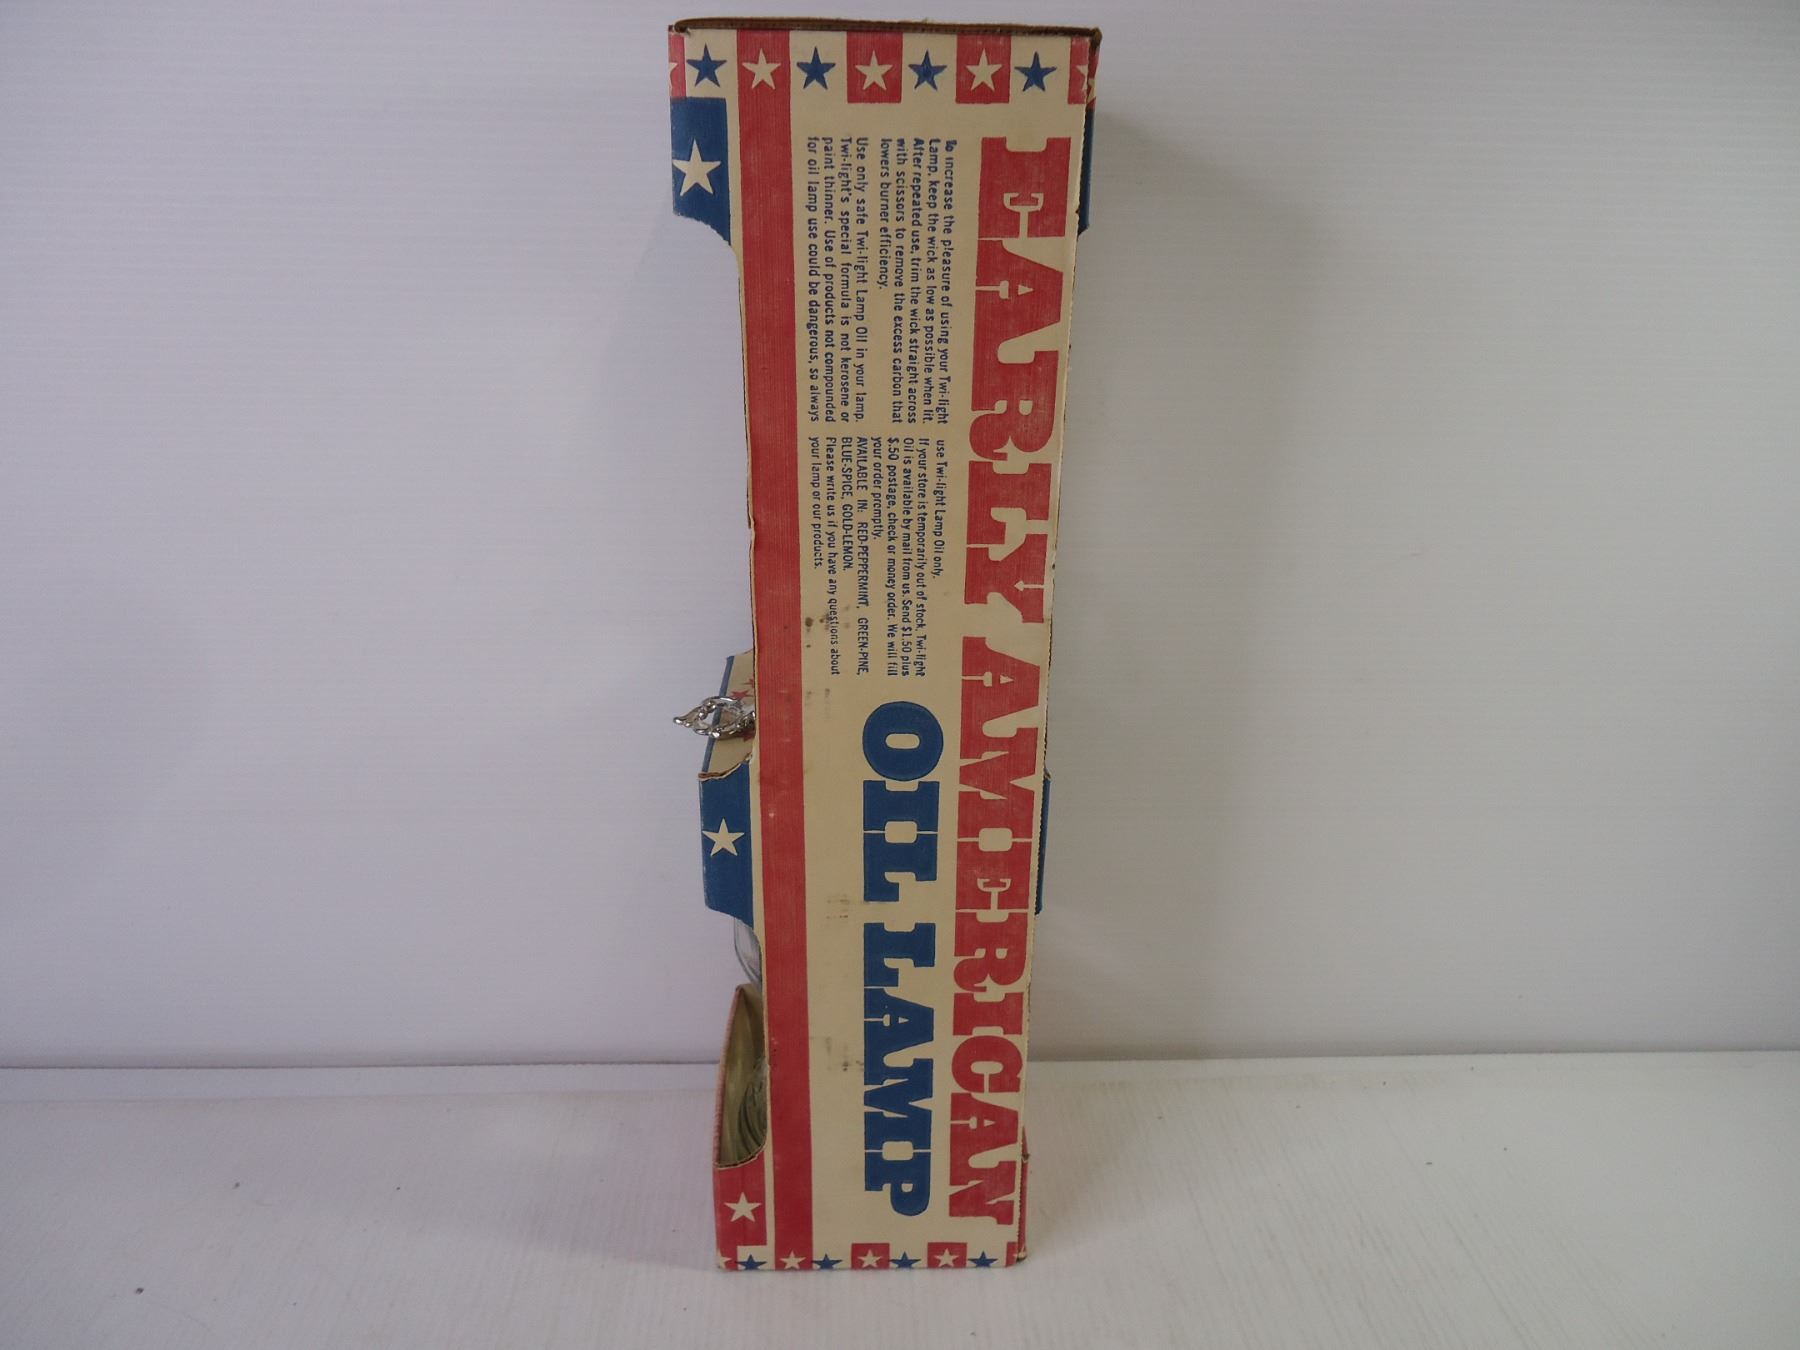 EARLY AMERICAN
OIL LAMP
To increase the pleasure of using your Twi-light
Lamp, keep the wick as low as possible when lit.
After repeated use, trim the wick straight across
with scissors to remove the excess carbon that
lowers burner efficiency.
Use only safe Twi-light Lamp Oil in your lamp.
Twi-light's special formula is not kerosene or
paint thinner. Use of products not compounded
for oil lamp use could be dangerous, so always
use Twi-light Lamp Oil only.
If your store is temporarily out of stock, Twi-light
Oil is available by mail from us. Send $1.50 plus
$.50 postage, check or money order. We will fill
your order promptly.
AVAILABLE IN: RED-PEPPERMINT, GREEN-PINE,
BLUE-SPICE, GOLD-LEMON.
Please write us if you have any questions about
your lamp or our products.